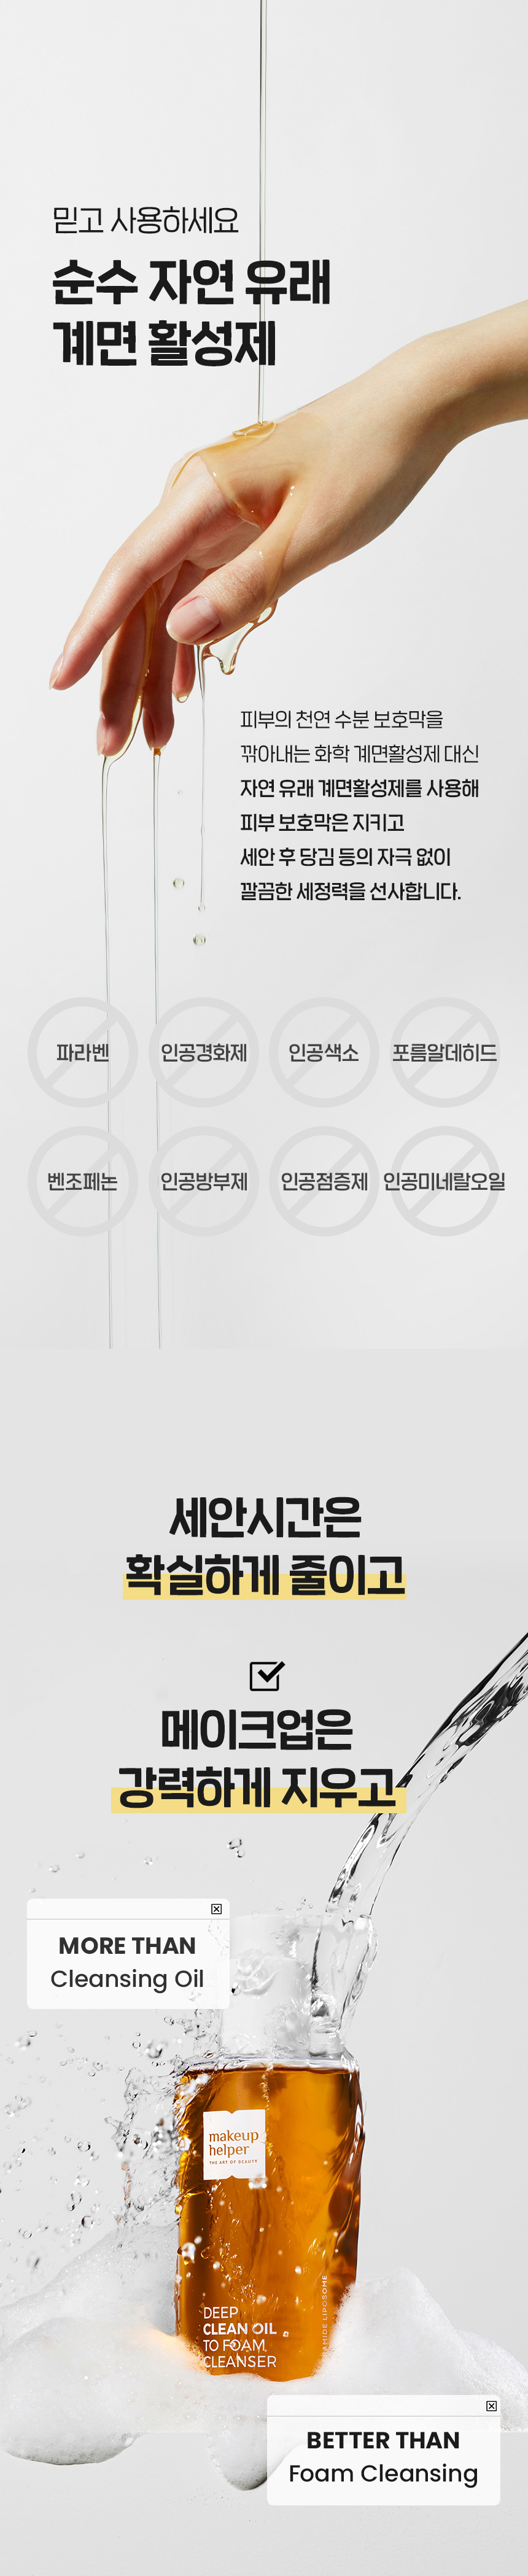 믿고 사용하세요
순수 자연 유래
계면 활성제
피부의 천연 수분 보호막을
깎아내는 화학 계면활성제 대신
자연 유래 계면활성제를 사용해
피부 보호막은 지키고
세안 후 당김 등의 자극 없이
깔끔한 세정력을 선사합니다.
파라벤 인공경화제 인공색소 포름알데히드
벤조페논 인공방부제 인공점증제 인공미네랄오일
세안시간은
확실하게 줄이고
메이크업은
강력하게 지우고
MORE THAN
Cleansing Oil
makeup
helper
THE ART OF BEAUTY
DEEP
CLEAN OIL
TO FOAM
CLEANSER
LIPOSOME
BETTER THAN
Foam Cleansing